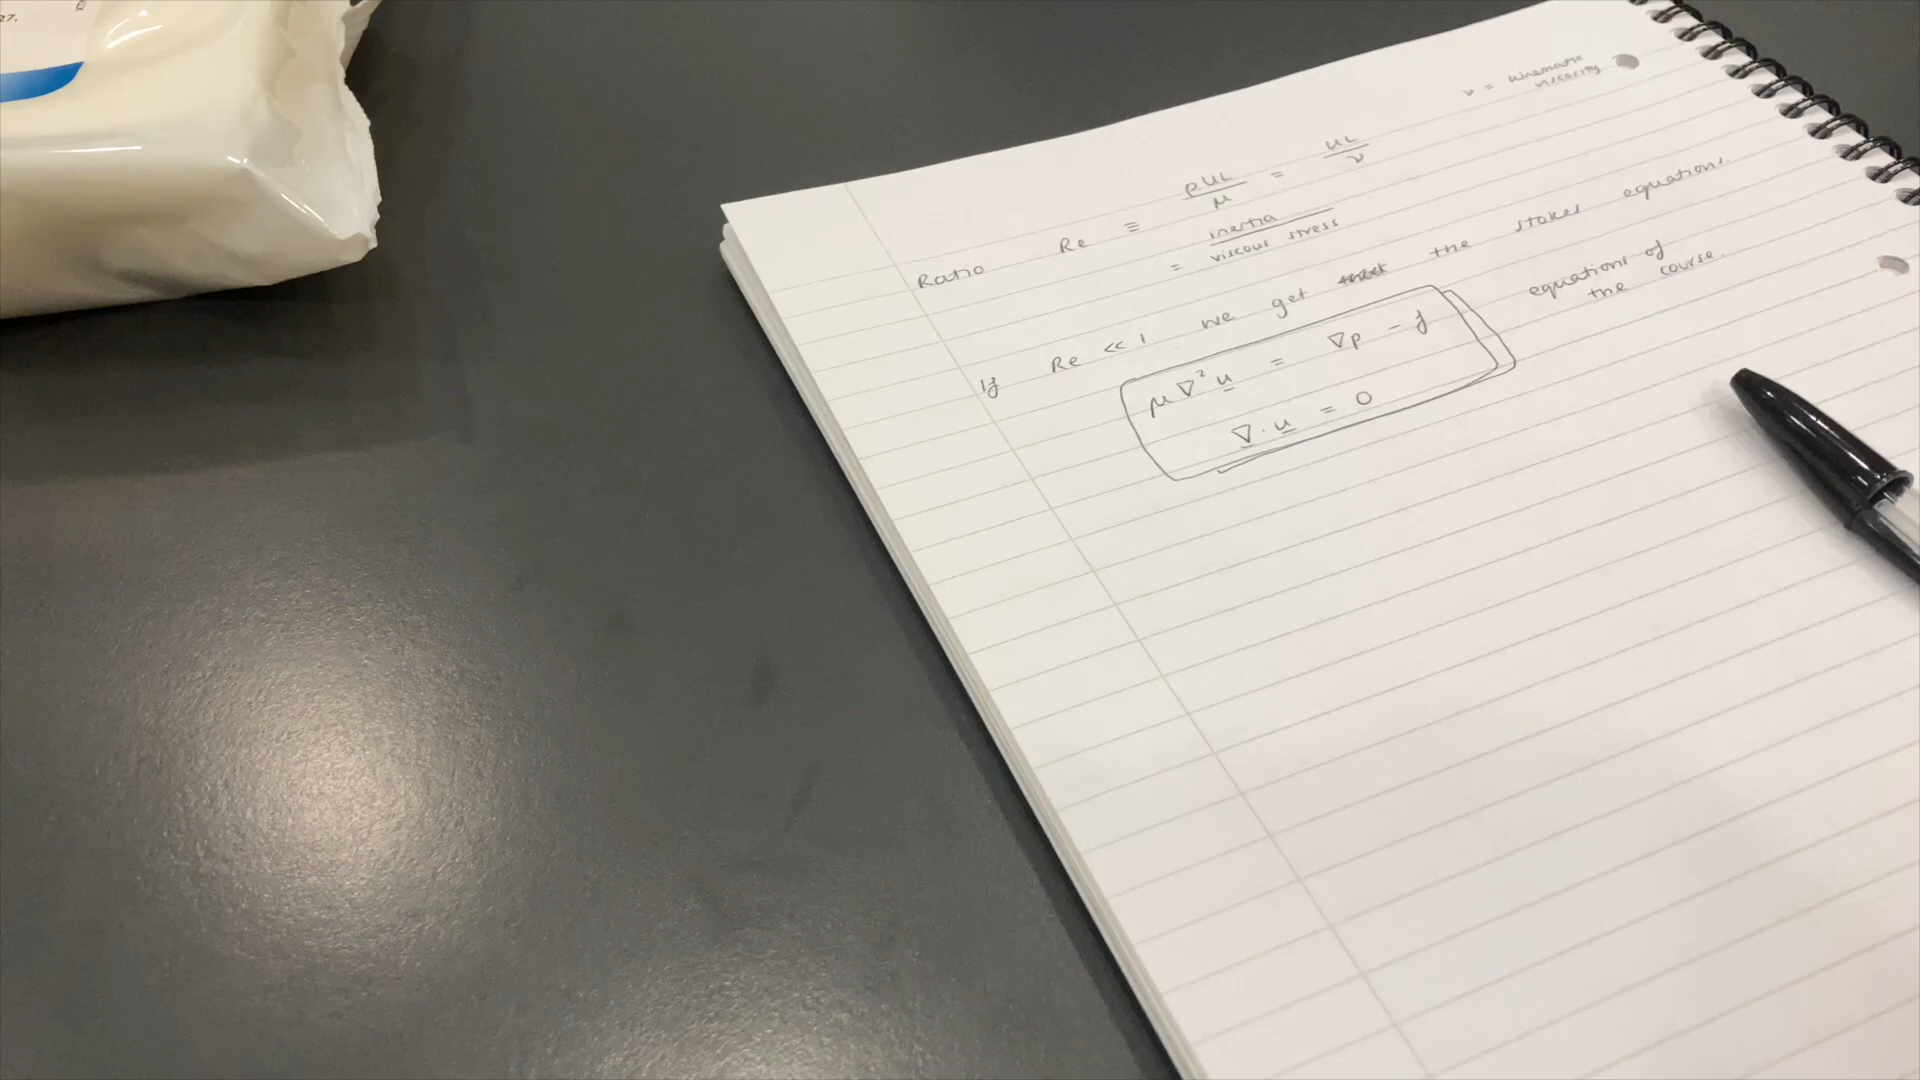 27.
ν = kinematic
viscosity
Ratio Re ≡ ρUL/μ = UL/ν
= inertia/viscous stress
If Re << 1 we get the stokes equations.
μ∇²u = ∇p - f
∇·u = 0
equations of
the course.